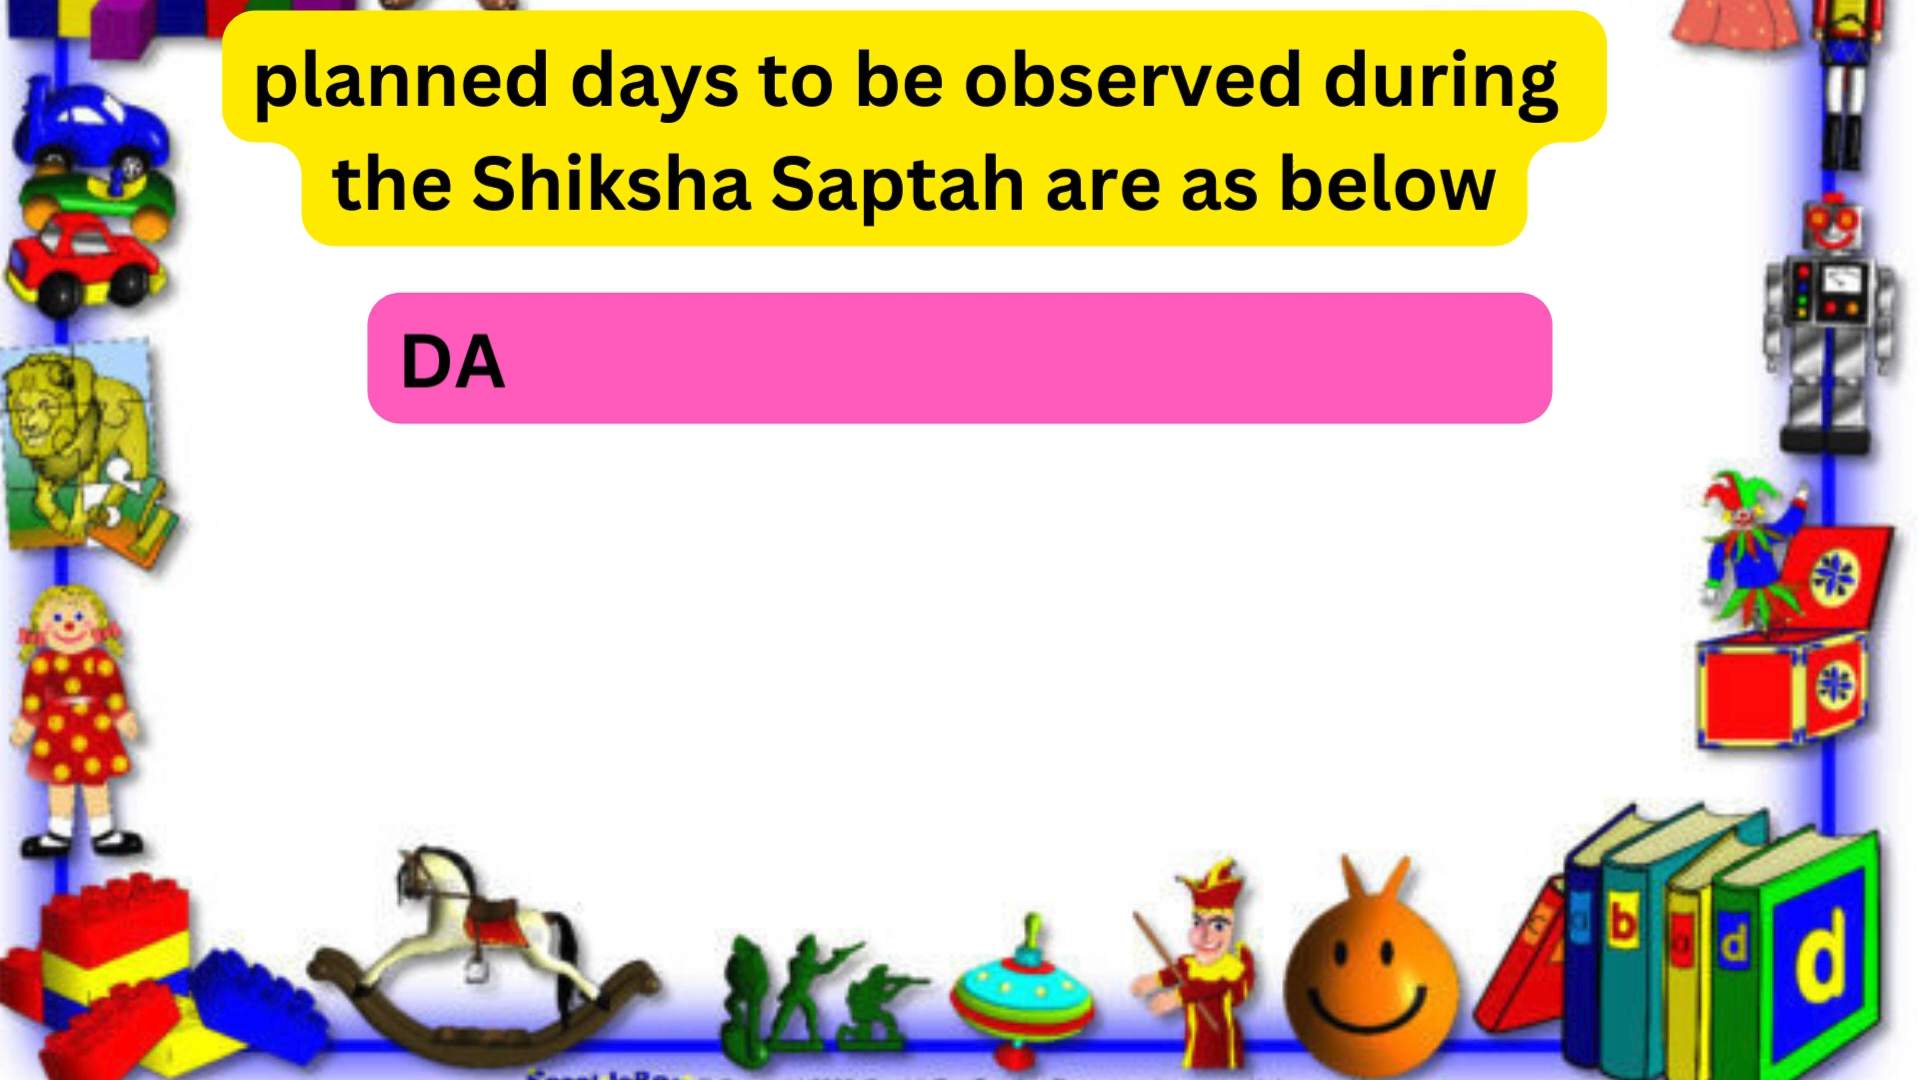 planned days to be observed during
the Shiksha Saptah are as below
DA
c
a
b
a
d
d